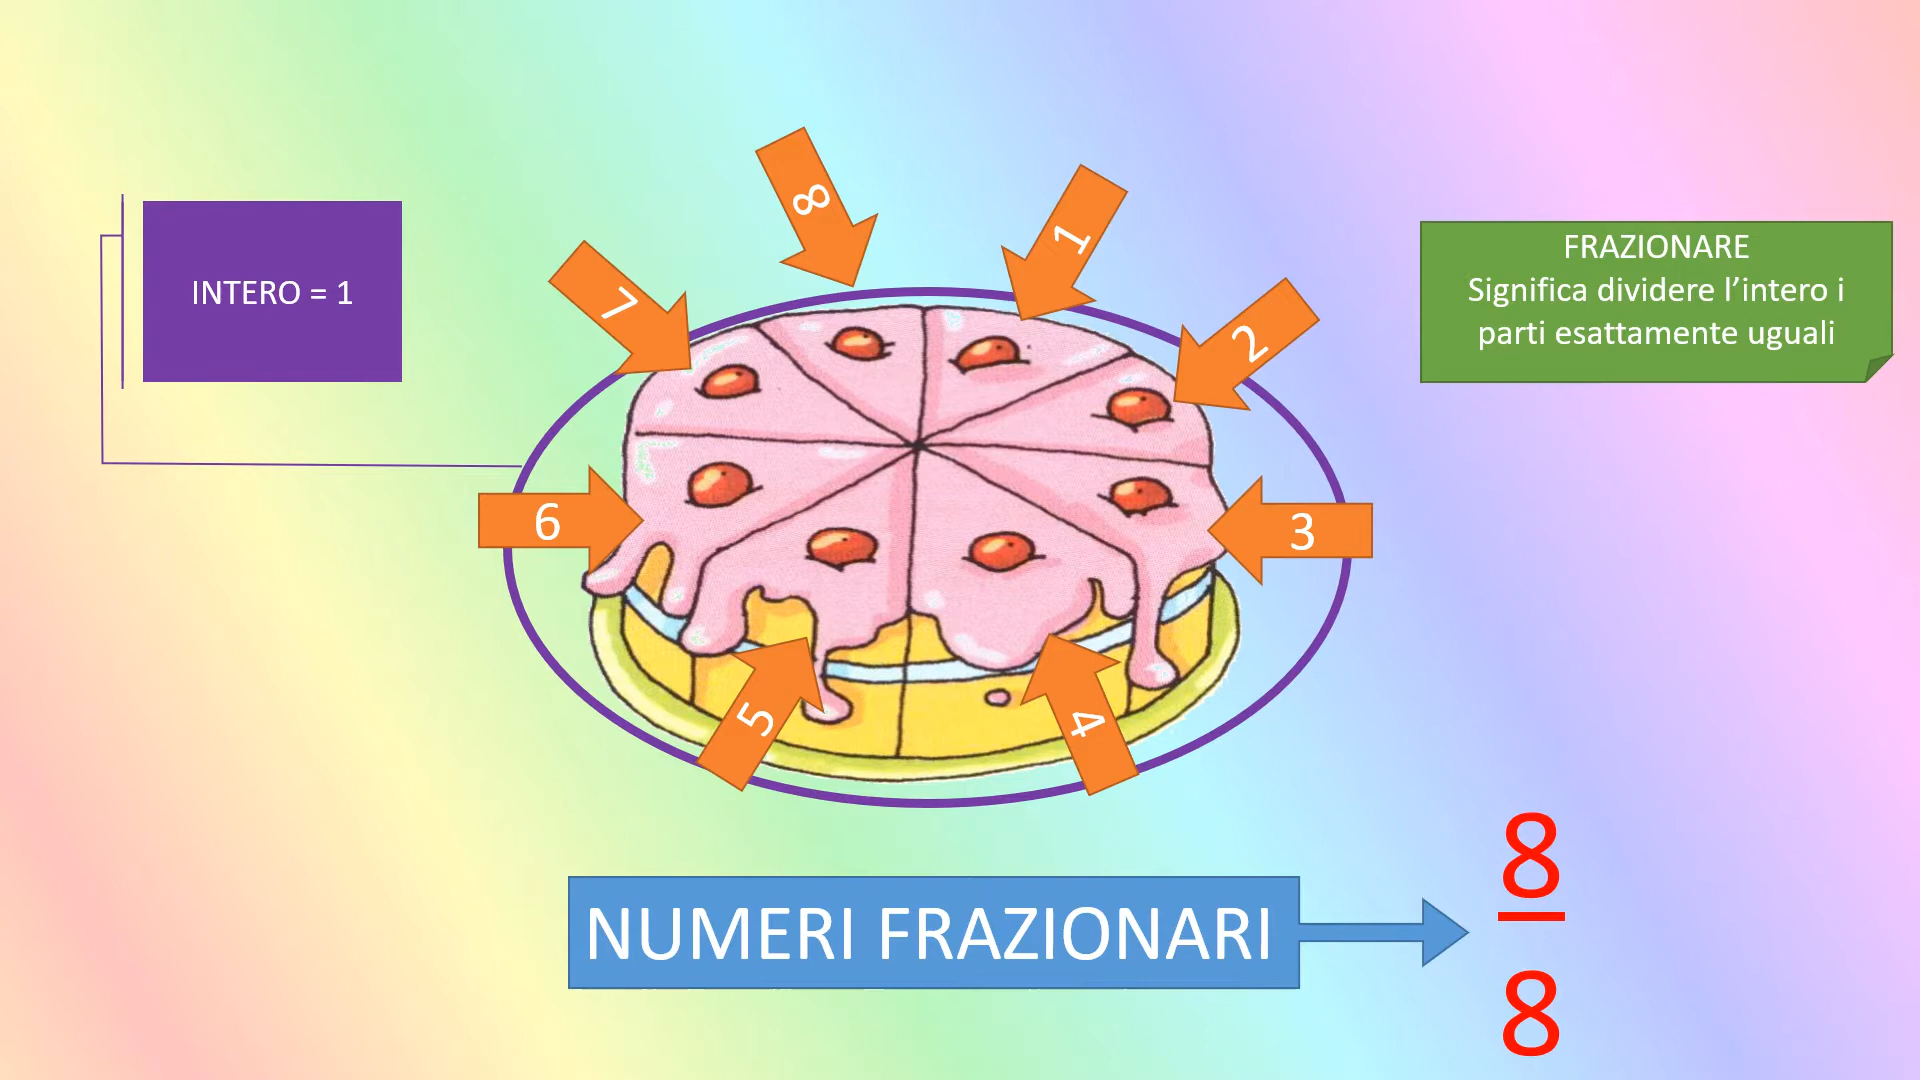 INTERO = 1
FRAZIONARE
Significa dividere l’intero i
parti esattamente uguali
8
1
7
2
6
3
5
4
NUMERI FRAZIONARI
8
8